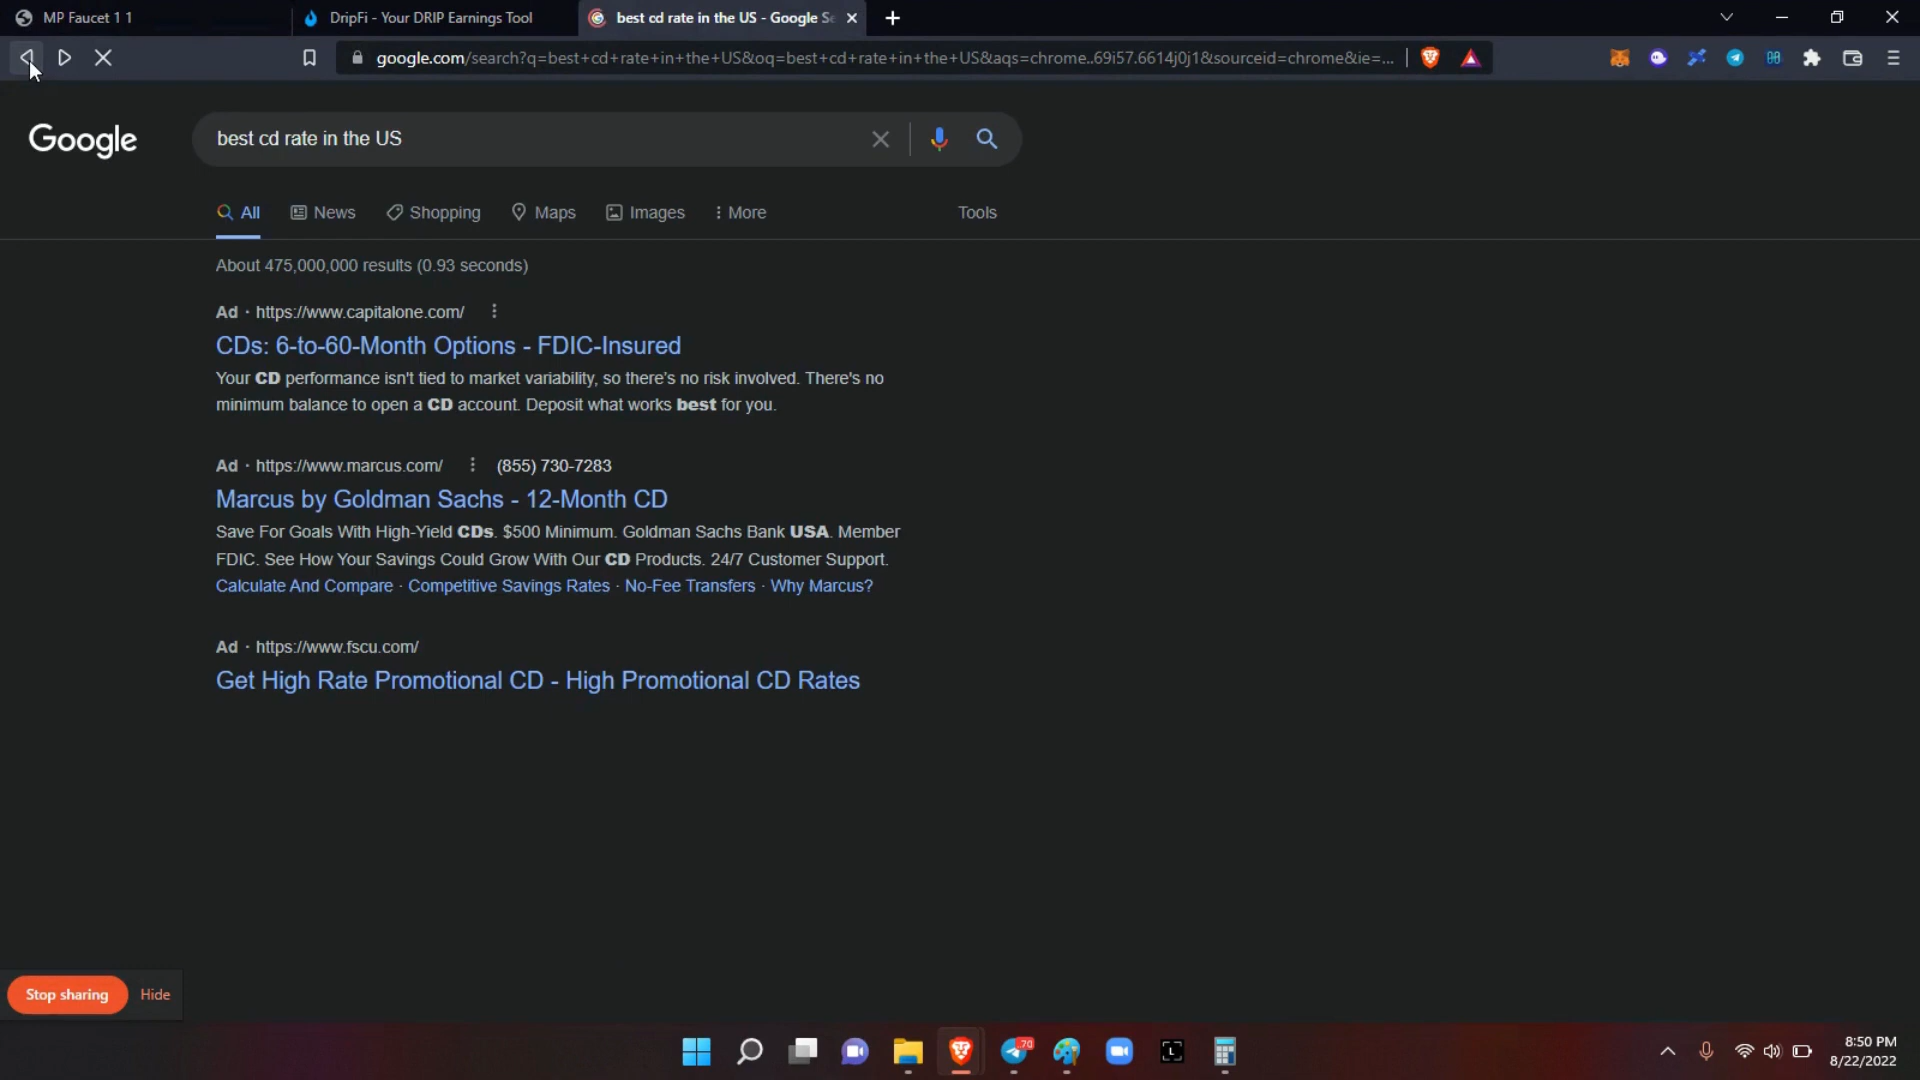 MP Faucet 1 1
DripFi - Your DRIP Earnings Tool
best cd rate in the US - Google Se
google.com/search?q=best+cd+rate+in+the+US&oq=best+cd+rate+in+the+US&aqs=chrome..69i57.6614j0j1&sourceid=chrome&ie=...
Google
best cd rate in the US
All
News
Shopping
Maps
Images
More
Tools
About 475,000,000 results (0.93 seconds)
Ad · https://www.capitalone.com/
CDs: 6-to-60-Month Options - FDIC-Insured
Your CD performance isn't tied to market variability, so there's no risk involved. There's no
minimum balance to open a CD account. Deposit what works best for you.
Ad · https://www.marcus.com/ (855) 730-7283
Marcus by Goldman Sachs - 12-Month CD
Save For Goals With High-Yield CDs. $500 Minimum. Goldman Sachs Bank USA. Member
FDIC. See How Your Savings Could Grow With Our CD Products. 24/7 Customer Support.
Calculate And Compare · Competitive Savings Rates · No-Fee Transfers · Why Marcus?
Ad · https://www.fscu.com/
Get High Rate Promotional CD - High Promotional CD Rates
Stop sharing
Hide
70
L
8:50 PM
8/22/2022